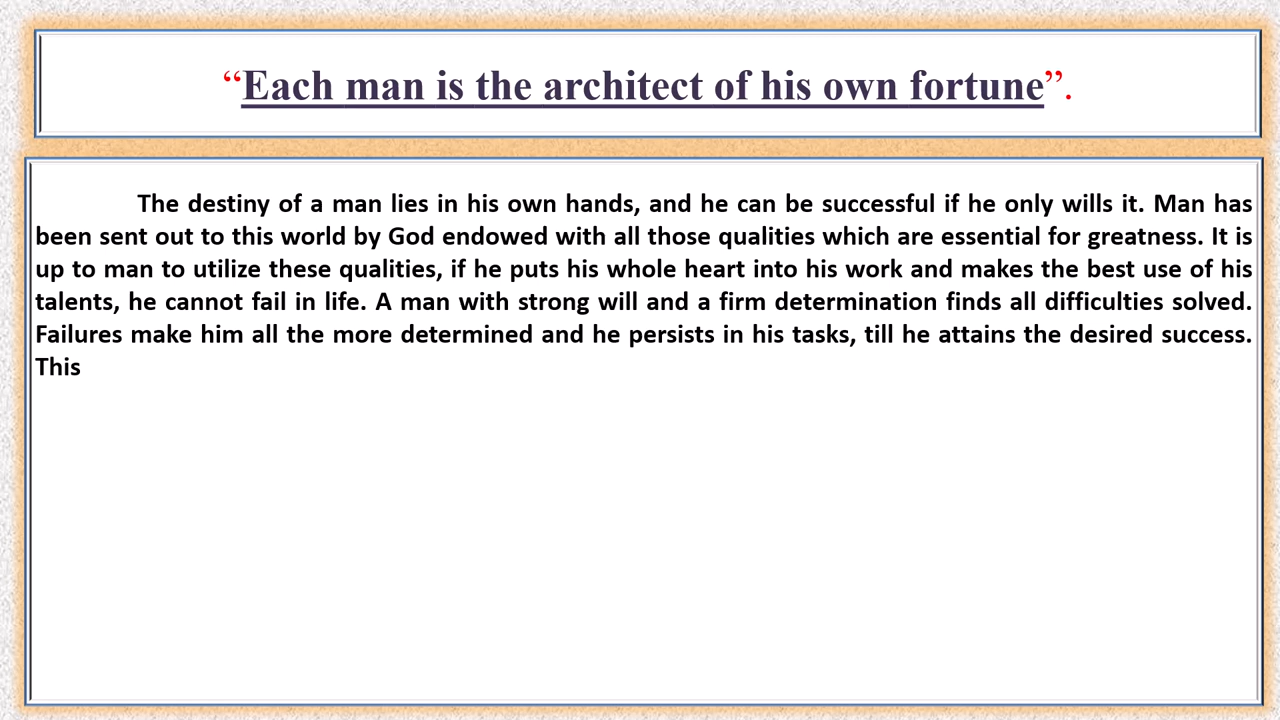 “Each man is the architect of his own fortune”.
The destiny of a man lies in his own hands, and he can be successful if he only wills it. Man has
been sent out to this world by God endowed with all those qualities which are essential for greatness. It is
up to man to utilize these qualities, if he puts his whole heart into his work and makes the best use of his
talents, he cannot fail in life. A man with strong will and a firm determination finds all difficulties solved.
Failures make him all the more determined and he persists in his tasks, till he attains the desired success.
This